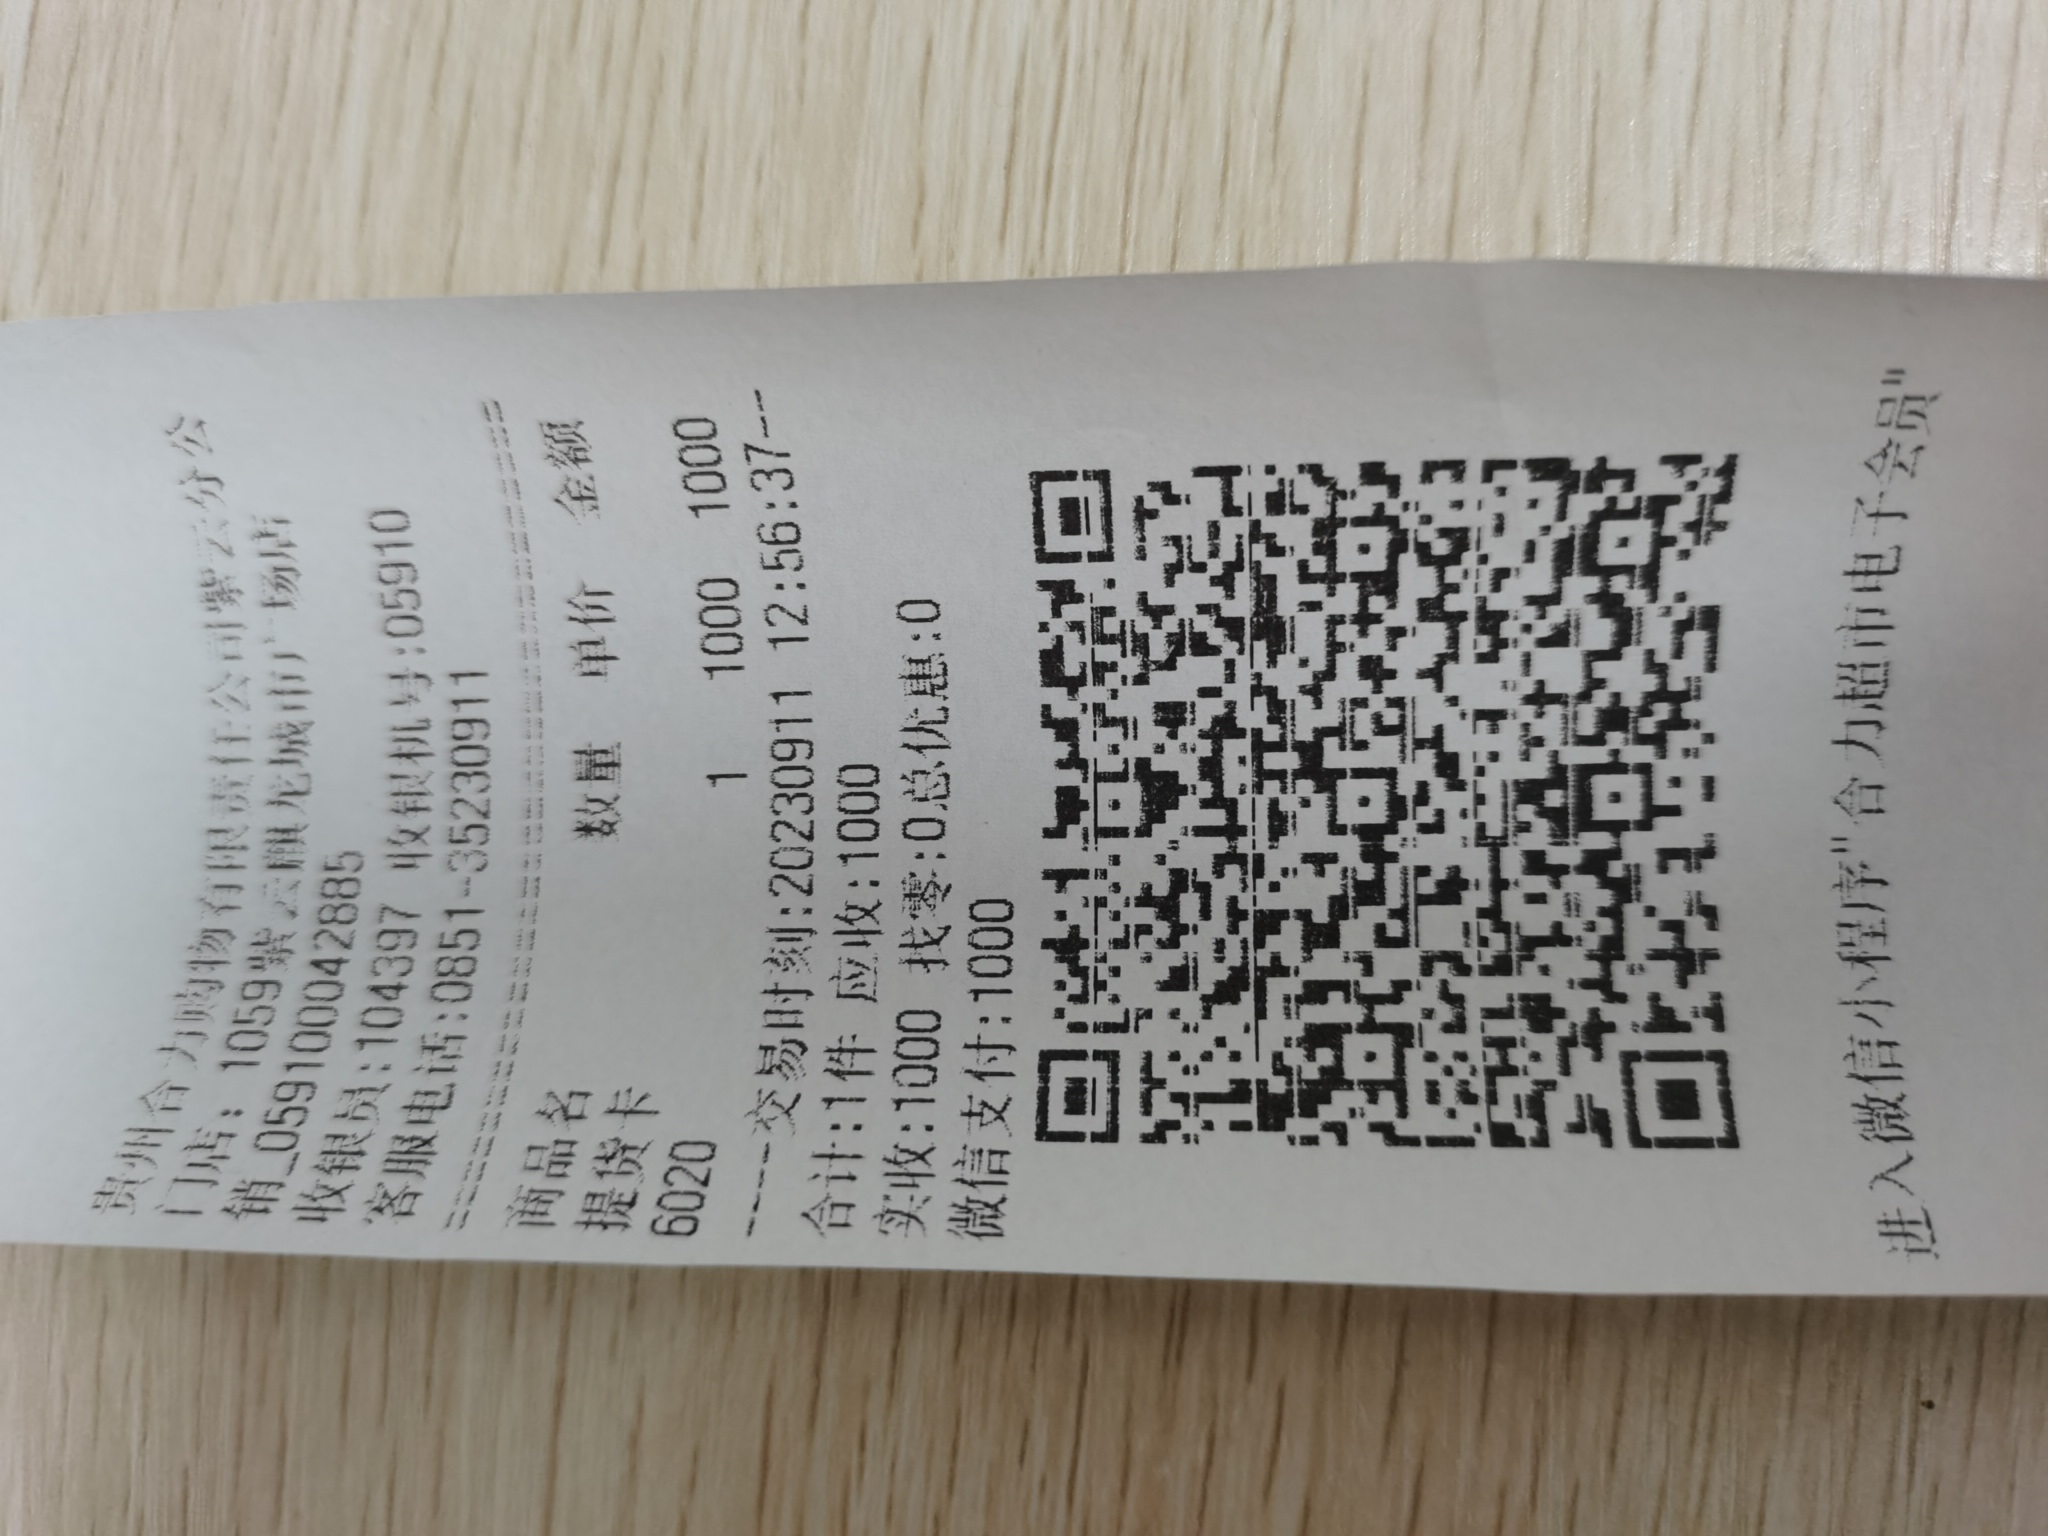 贵州合力购物有限责任公司紫云分公
门店: 1059紫云麒龙城市广场店
销_0591000042885
收银员:104397 收银机号:05910
客服电话:0851-35230911
================================
商品名 数量 单价 金额
提货卡
6020 1 1000 1000
----交易时刻:20230911 12:56:37---
合计:1件 应收:1000
实收:1000 找零:0总优惠:0
微信支付:1000
进入微信小程序"合力超市电子会员"